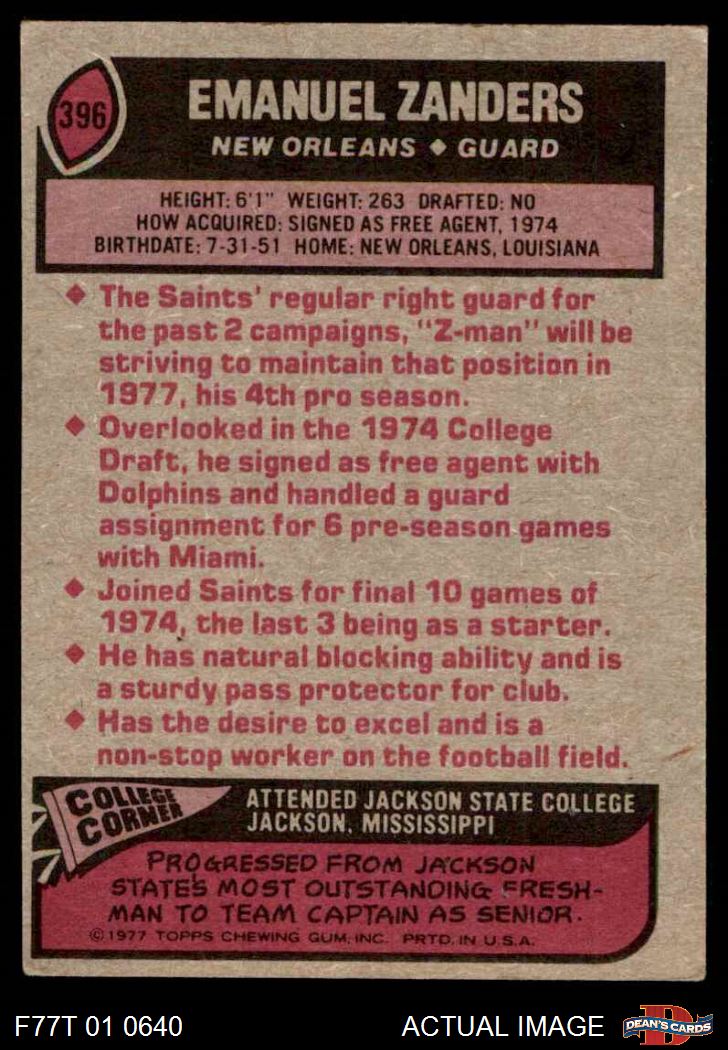 396
EMANUEL ZANDERS
NEW ORLEANS ◆ GUARD
HEIGHT: 6'1" WEIGHT: 263 DRAFTED: NO
HOW ACQUIRED: SIGNED AS FREE AGENT, 1974
BIRTHDATE: 7-31-51 HOME: NEW ORLEANS, LOUISIANA
◆ The Saints' regular right guard for
the past 2 campaigns, "Z-man" will be
striving to maintain that position in
1977, his 4th pro season.
◆ Overlooked in the 1974 College
Draft, he signed as free agent with
Dolphins and handled a guard
assignment for 6 pre-season games
with Miami.
◆ Joined Saints for final 10 games of
1974, the last 3 being as a starter.
◆ He has natural blocking ability and is
a sturdy pass protector for club.
◆ Has the desire to excel and is a
non-stop worker on the football field.
COLLEGE
CORNER
ATTENDED JACKSON STATE COLLEGE
JACKSON, MISSISSIPPI
PROGRESSED FROM JACKSON
STATE'S MOST OUTSTANDING FRESH-
MAN TO TEAM CAPTAIN AS SENIOR.
© 1977 TOPPS CHEWING GUM, INC. PRTD. IN U.S.A.
F77T 01 0640
ACTUAL IMAGE
D
DEAN'S CARDS